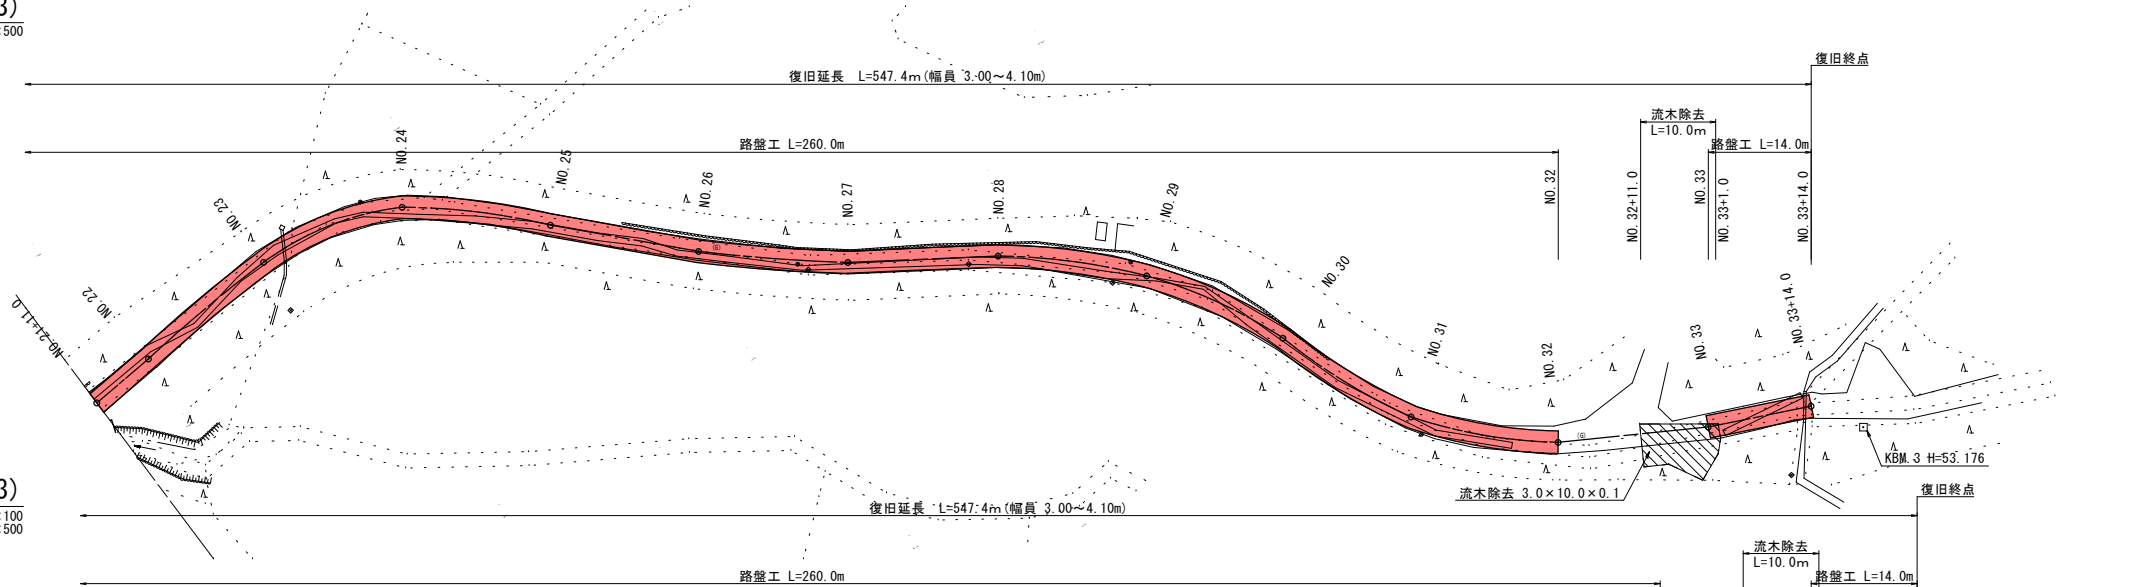 3)
:500
復旧終点
復旧延長 L=547.4m(幅員 3.00~4.10m)
流木除去
L=10.0m
路盤工 L=260.0m
路盤工 L=14.0m
NO.32
NO.32+11.0
NO.33
NO.33+1.0
NO.33+14.0
NO.21+11.0
NO.22
NO.23
NO.24
NO.25
NO.26
NO.27
NO.28
NO.29
NO.30
NO.31
NO.32
NO.33
NO.33+14.0
(G)
(G)
KBM.3 H=53.176
流木除去 3.0×10.0×0.1
3)
:100
:500
復旧終点
復旧延長 L=547.4m(幅員 3.00~4.10m)
流木除去
L=10.0m
路盤工 L=260.0m
路盤工 L=14.0m